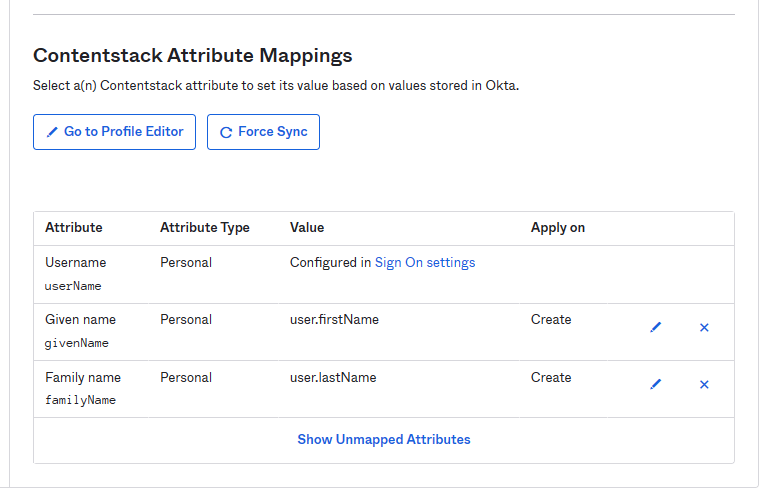 Contentstack Attribute Mappings
Select a(n) Contentstack attribute to set its value based on values stored in Okta.
Go to Profile Editor
Force Sync
Attribute Attribute Type Value Apply on
Username Personal Configured in Sign On settings
userName
Given name Personal user.firstName Create
givenName
Family name Personal user.lastName Create
familyName
Show Unmapped Attributes